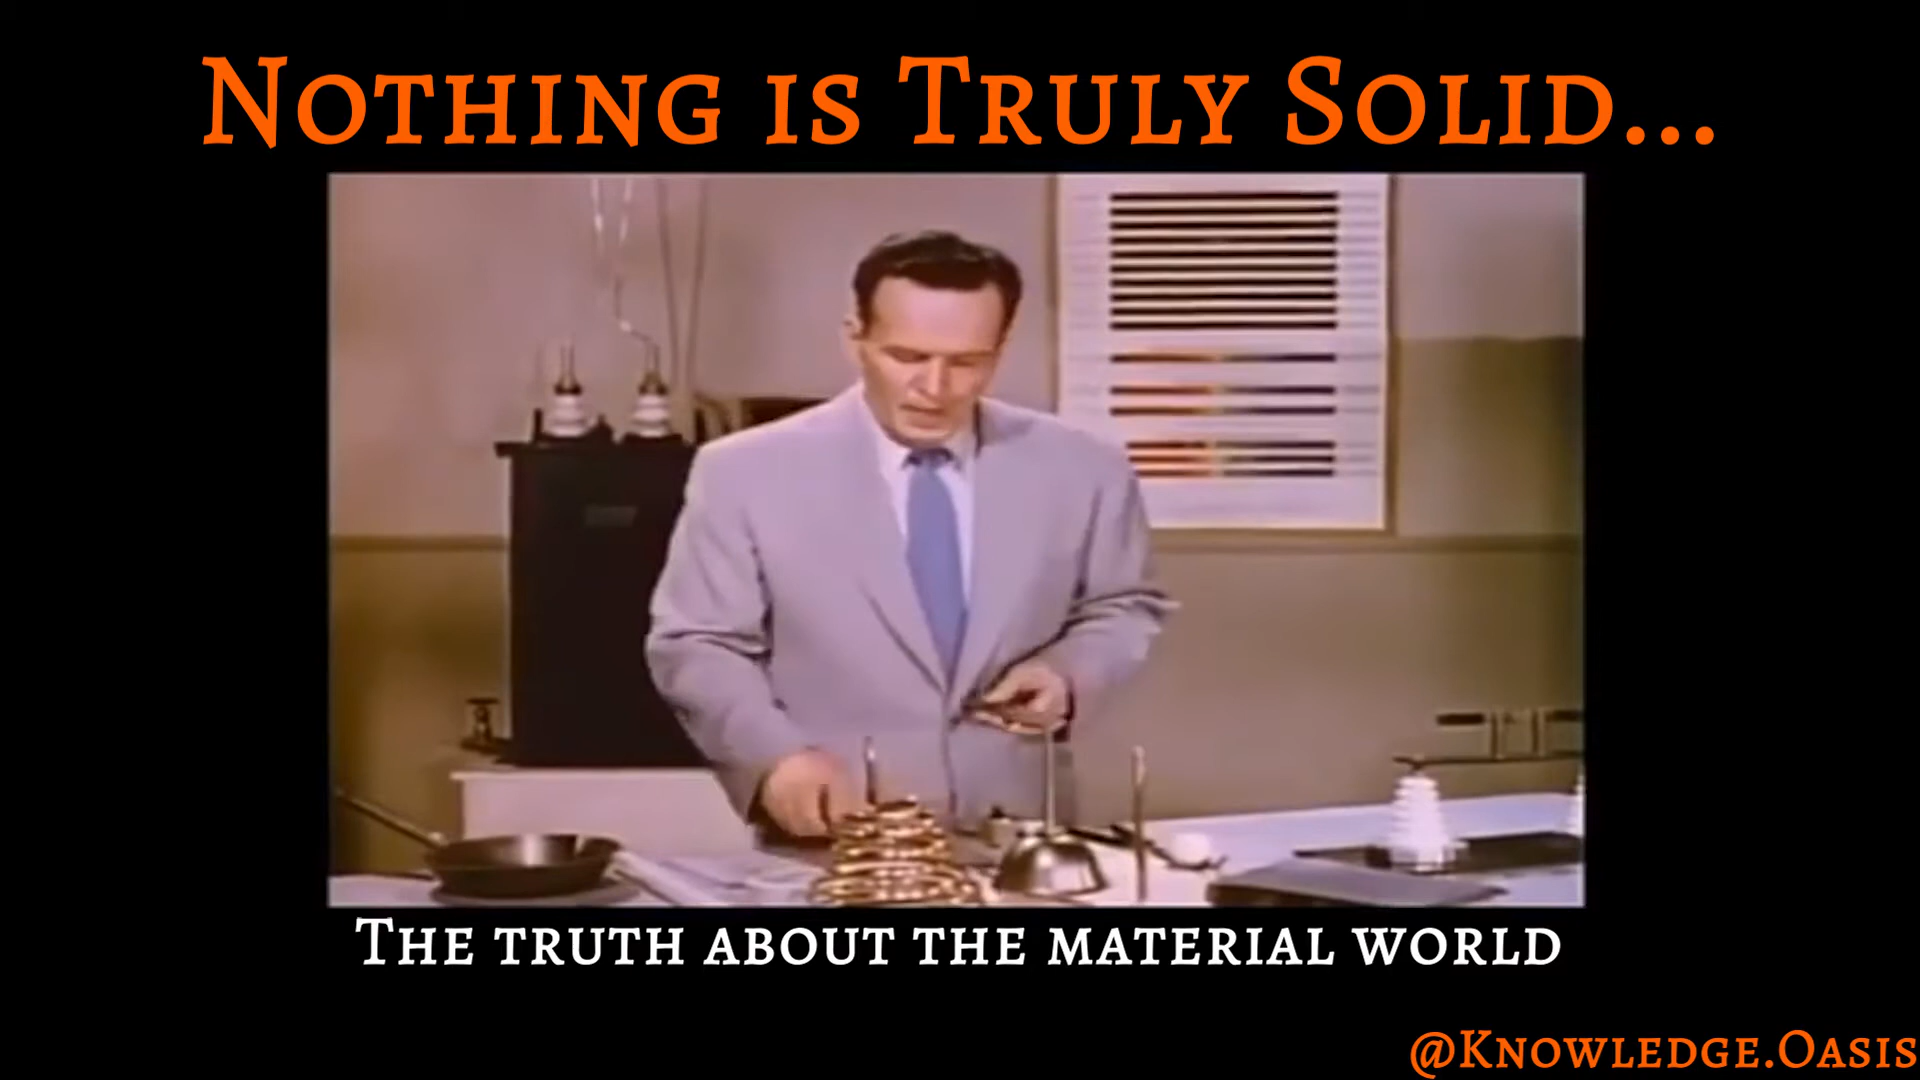 Nothing is Truly Solid...
The truth about the material world
@Knowledge.Oasis